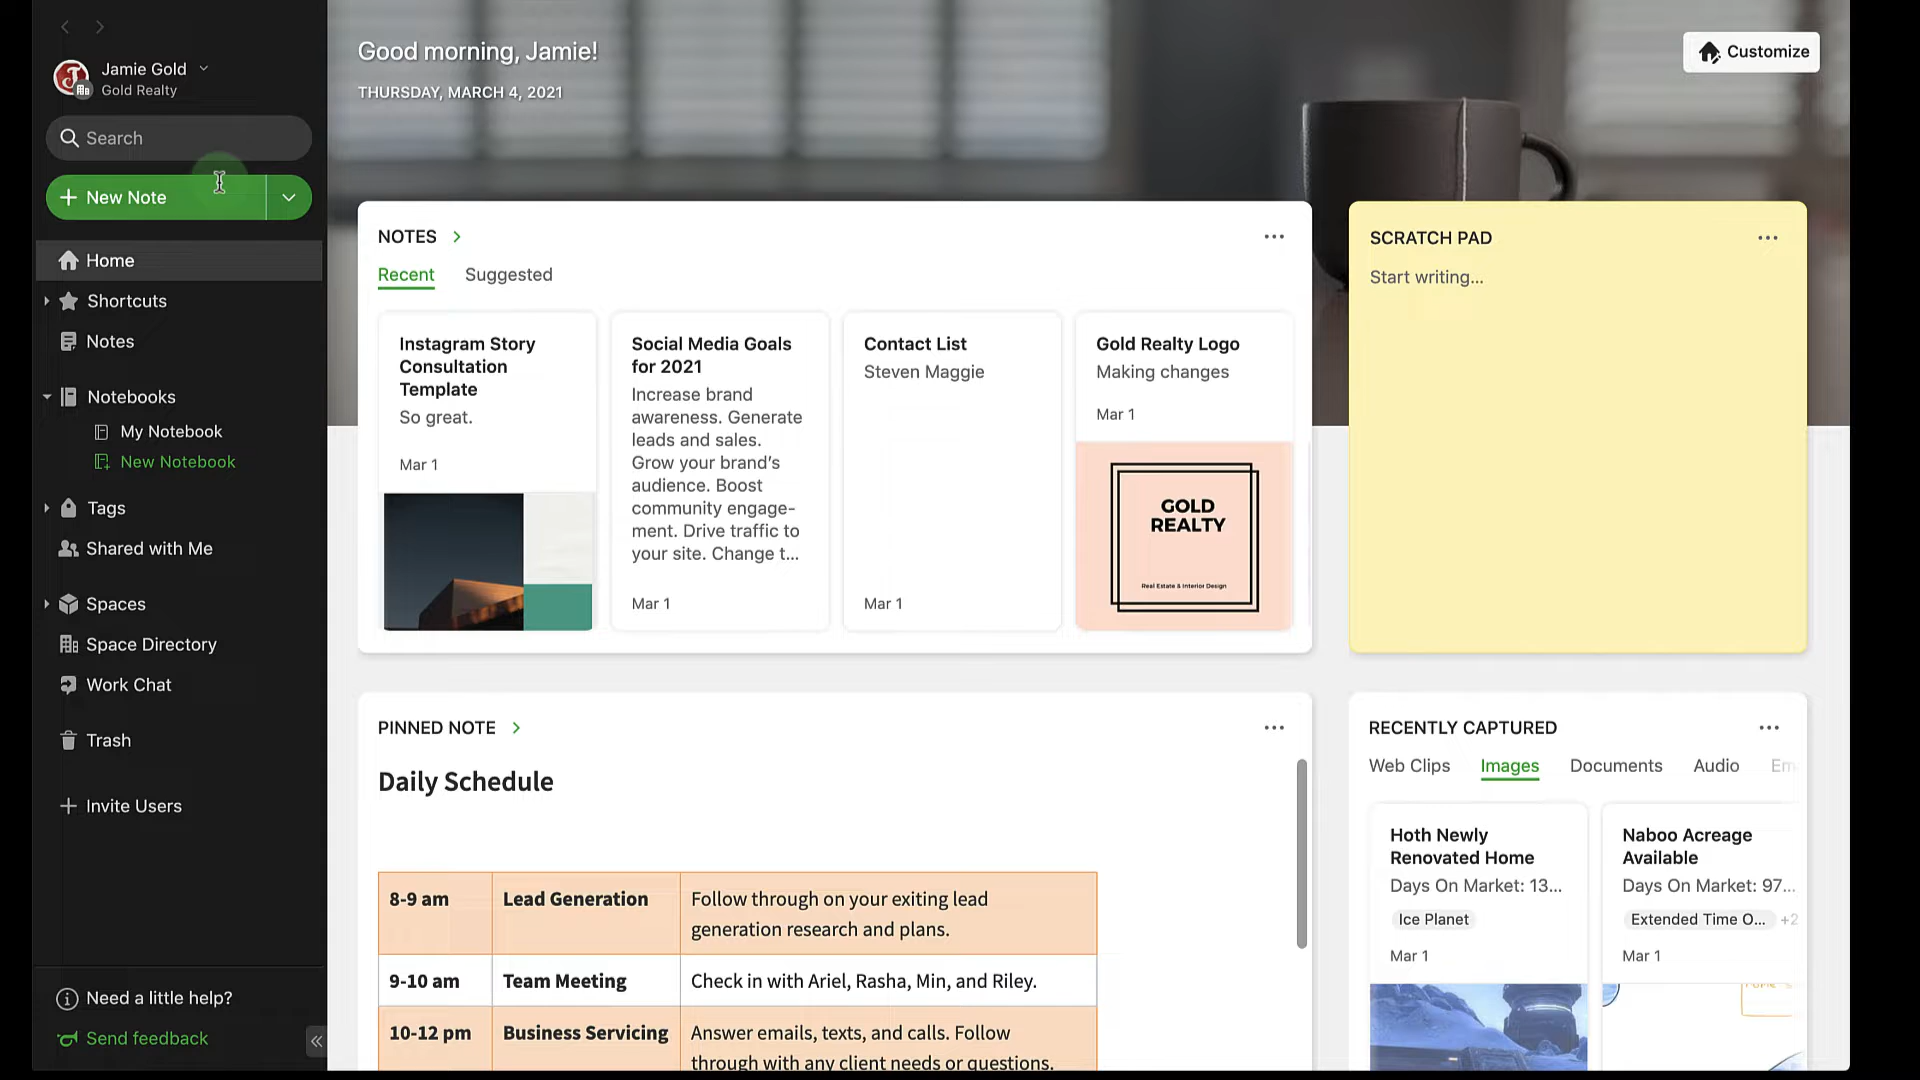 Jamie Gold
Gold Realty
Search
New Note
Home
Shortcuts
Notes
Notebooks
My Notebook
New Notebook
Tags
Shared with Me
Spaces
Space Directory
Work Chat
Trash
Invite Users
Need a little help?
Send feedback
Good morning, Jamie!
THURSDAY, MARCH 4, 2021
Customize
NOTES
Recent Suggested
Instagram Story
Consultation
Template
So great.
Mar 1
Social Media Goals
for 2021
Increase brand
awareness. Generate
leads and sales.
Grow your brand's
audience. Boost
community engage-
ment. Drive traffic to
your site. Change t...
Mar 1
Contact List
Steven Maggie
Mar 1
Gold Realty Logo
Making changes
Mar 1
GOLD
REALTY
Real Estate & Interior Design
SCRATCH PAD
Start writing...
PINNED NOTE
Daily Schedule
8-9 am Lead Generation Follow through on your exiting lead
generation research and plans.
9-10 am Team Meeting Check in with Ariel, Rasha, Min, and Riley.
10-12 pm Business Servicing Answer emails, texts, and calls. Follow
through with any client needs or questions.
RECENTLY CAPTURED
Web Clips Images Documents Audio Em
Hoth Newly
Renovated Home
Days On Market: 13...
Ice Planet
Mar 1
Naboo Acreage
Available
Days On Market: 97...
Extended Time O... +2
Mar 1